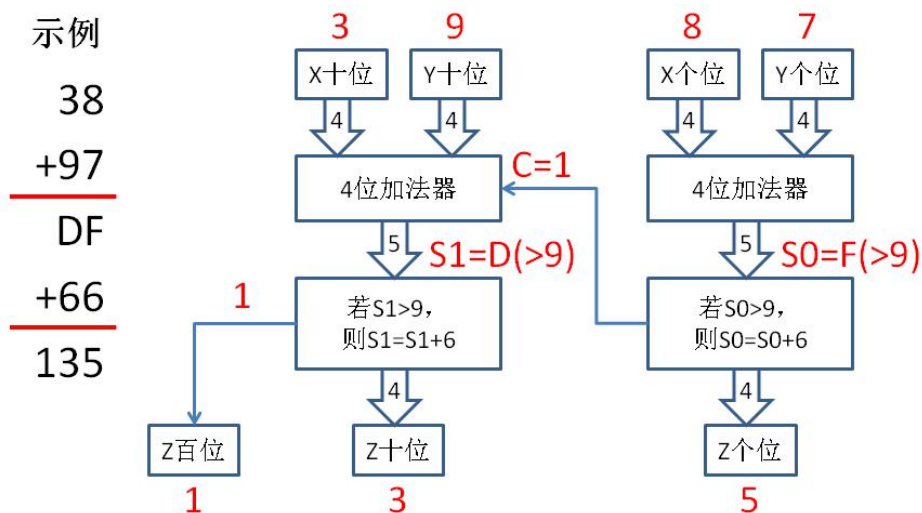 示例
38
+97
DF
+66
135
3 9 8 7
X十位 Y十位 X个位 Y个位
4 4 4 4
4位加法器 C=1 4位加法器
5 S1=D(>9) 5 S0=F(>9)
1 若S1>9, 若S0>9,
则S1=S1+6 则S0=S0+6
4 4
Z百位 Z十位 Z个位
1 3 5